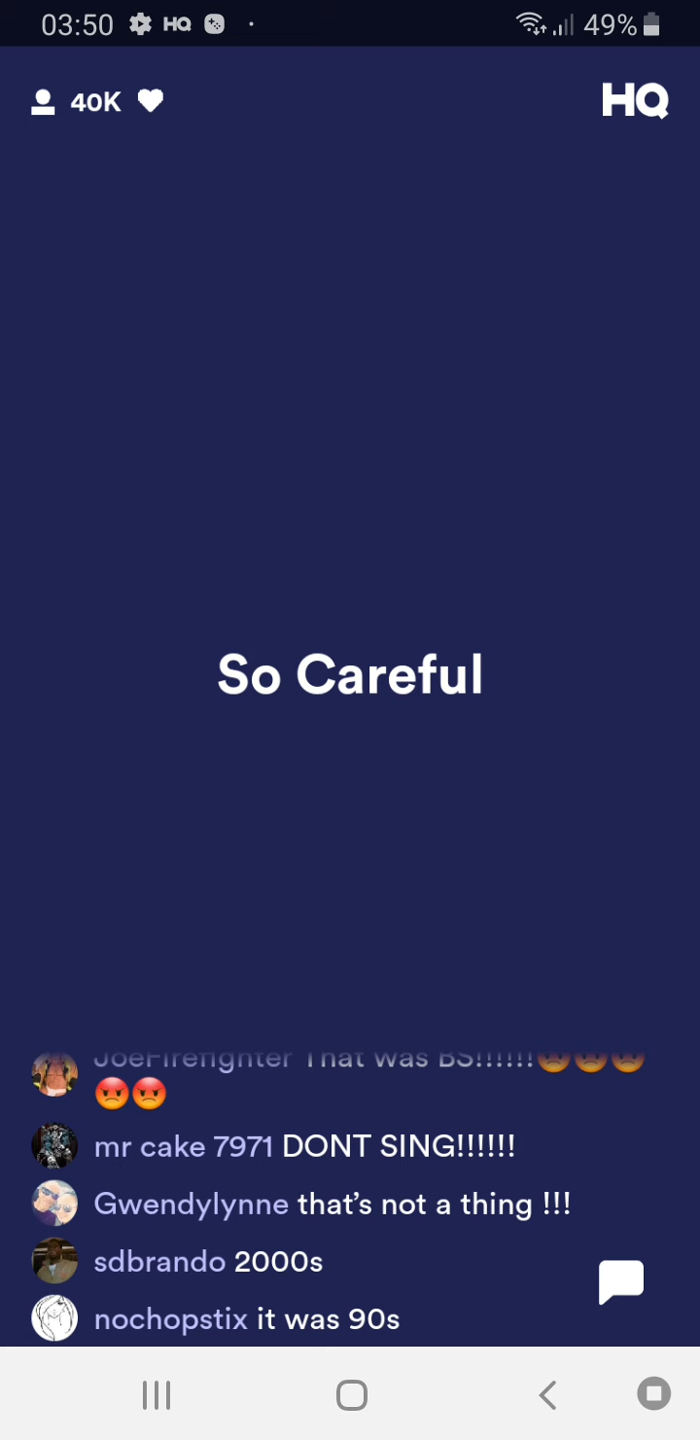 03:50 HQ 49%
40K HQ
So Careful
JoeFirefighter That was BS!!!!!!😡😡😡
😡😡
mr cake 7971 DONT SING!!!!!!
Gwendylynne that’s not a thing !!!
sdbrando 2000s
nochopstix it was 90s